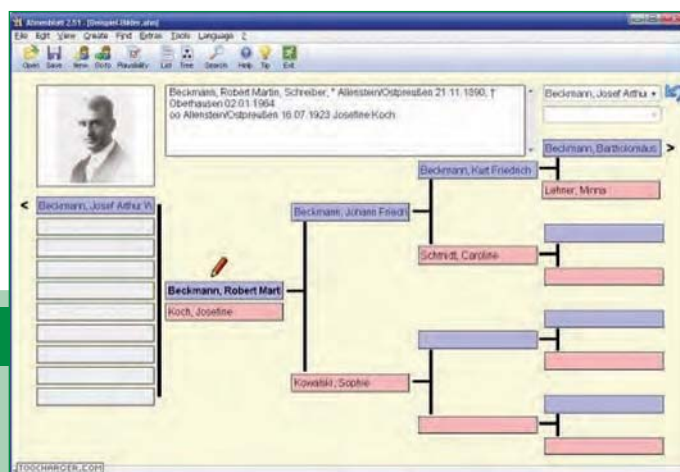 Ahnenblatt 2.51 - [Beispiel-Bilder.ahn]
File Edit View Create Find Extras Tools Language ?
Open Save New Goto Plausibility List Tree Search Help Tip Exit
Beckmann, Robert Martin, Schreiber, * Allenstein/Ostpreußen 21.11.1890, †
Oberhausen 02.01.1964
oo Allenstein/Ostpreußen 16.07.1923 Josefine Koch
Beckmann, Josef Arthur
Beckmann, Bartholomäus >
Beckmann, Kurt Friedrich
Lehner, Minna
< Beckmann, Josef Arthur W
Beckmann, Johann Friedri
Schmidt, Caroline
Beckmann, Robert Mart
Koch, Josefine
Kowalski, Sophie
TOOCHARGER.COM